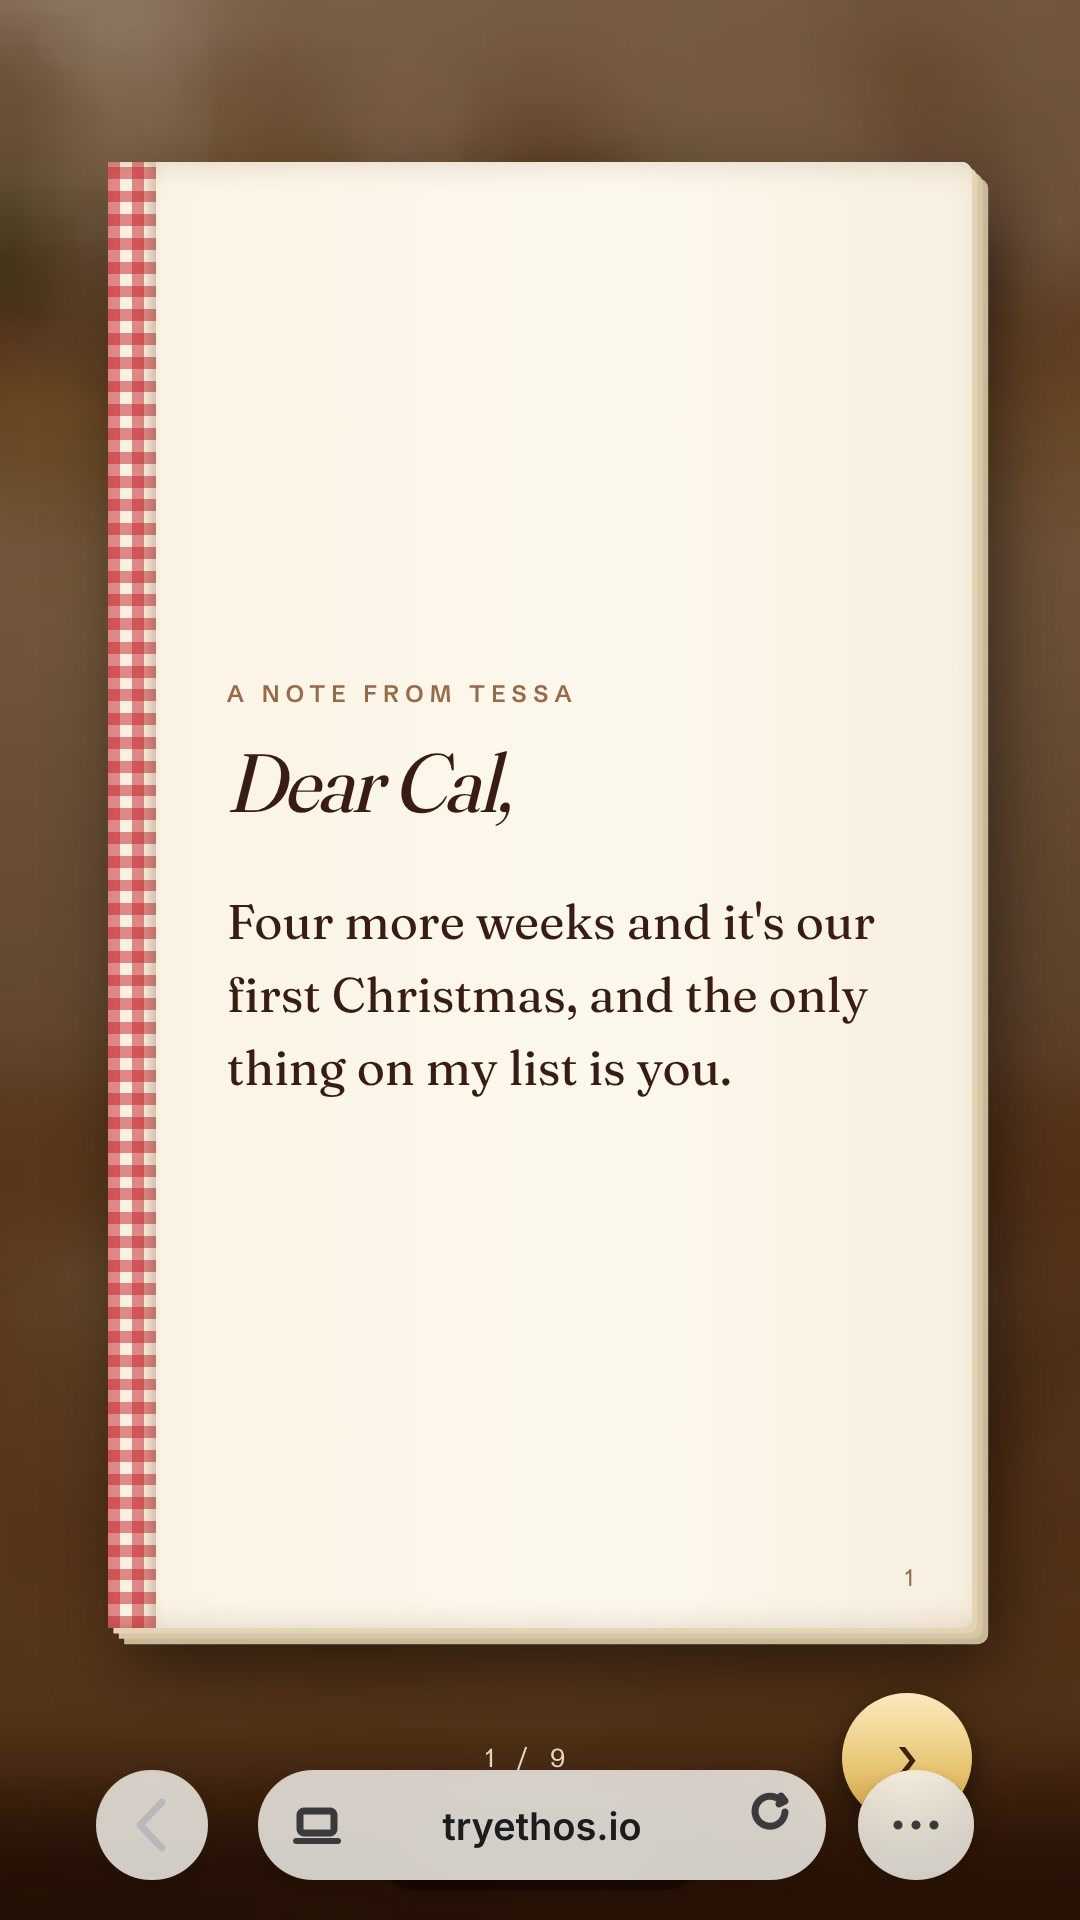 A NOTE FROM TESSA
Dear Cal,
Four more weeks and it's our
first Christmas, and the only
thing on my list is you.
1
1 / 9
›
tryethos.io